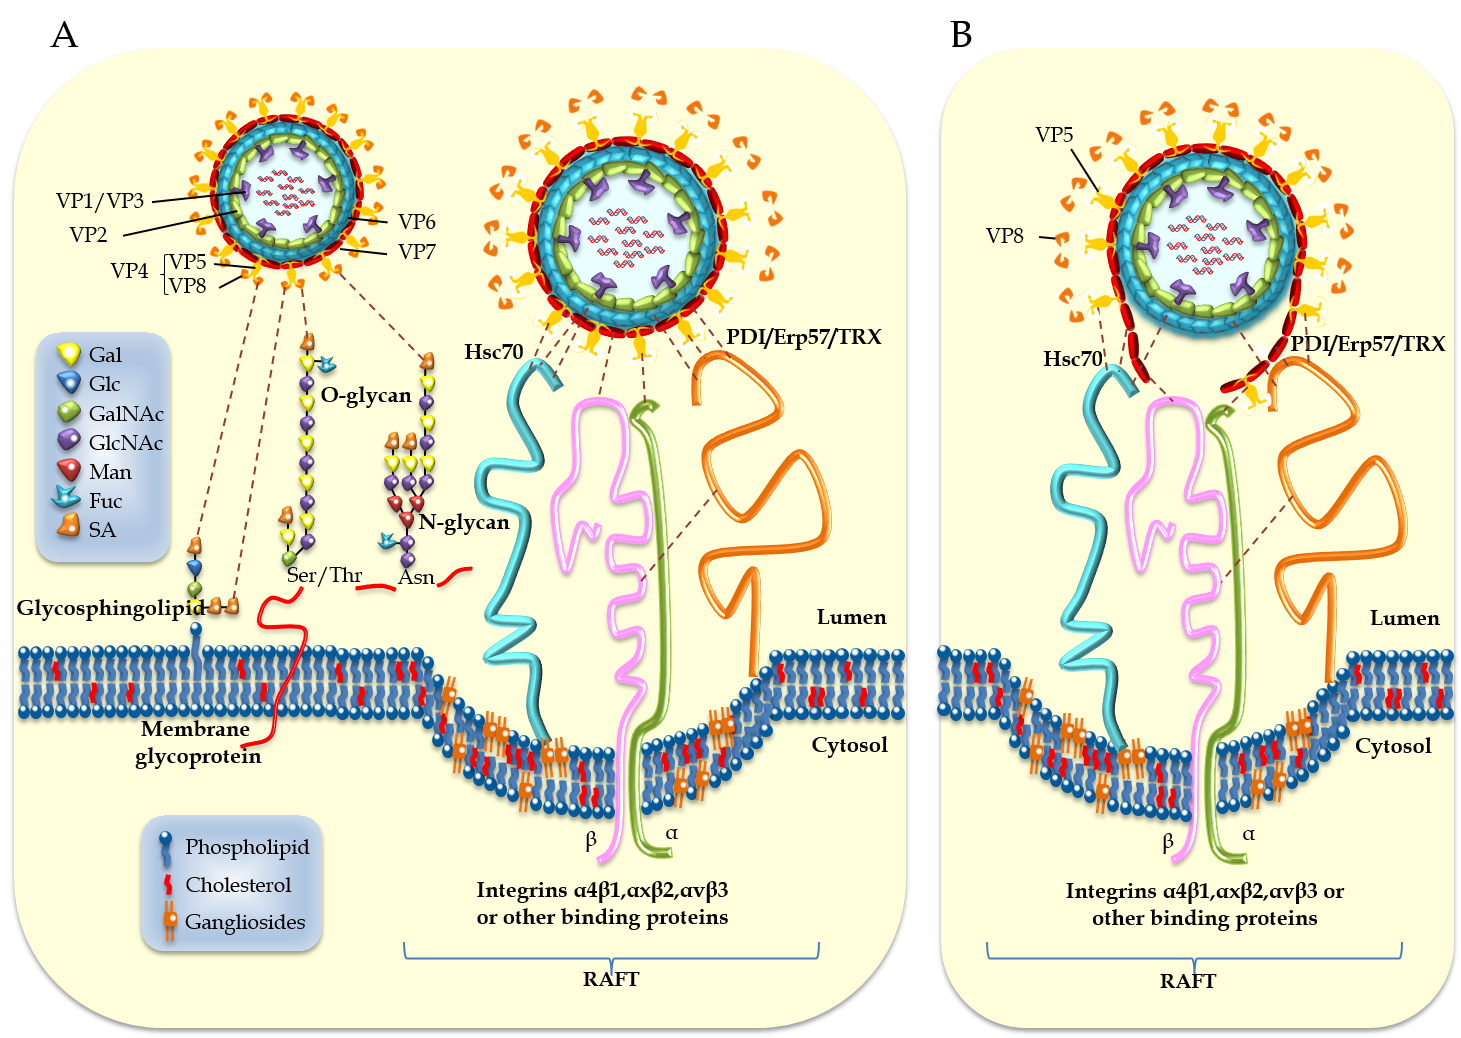 A
VP1/VP3
VP2
VP4
VP5
VP8
VP6
VP7
Gal
Glc
GalNAc
GlcNAc
Man
Fuc
SA
O-glycan
N-glycan
Ser/Thr
Asn
Glycosphingolipid
Membrane
glycoprotein
Hsc70
PDI/Erp57/TRX
Lumen
Cytosol
β
α
Phospholipid
Cholesterol
Gangliosides
Integrins α4β1,αxβ2,αvβ3
or other binding proteins
RAFT
B
VP5
VP8
Hsc70
PDI/Erp57/TRX
Lumen
Cytosol
β
α
Integrins α4β1,αxβ2,αvβ3 or
other binding proteins
RAFT